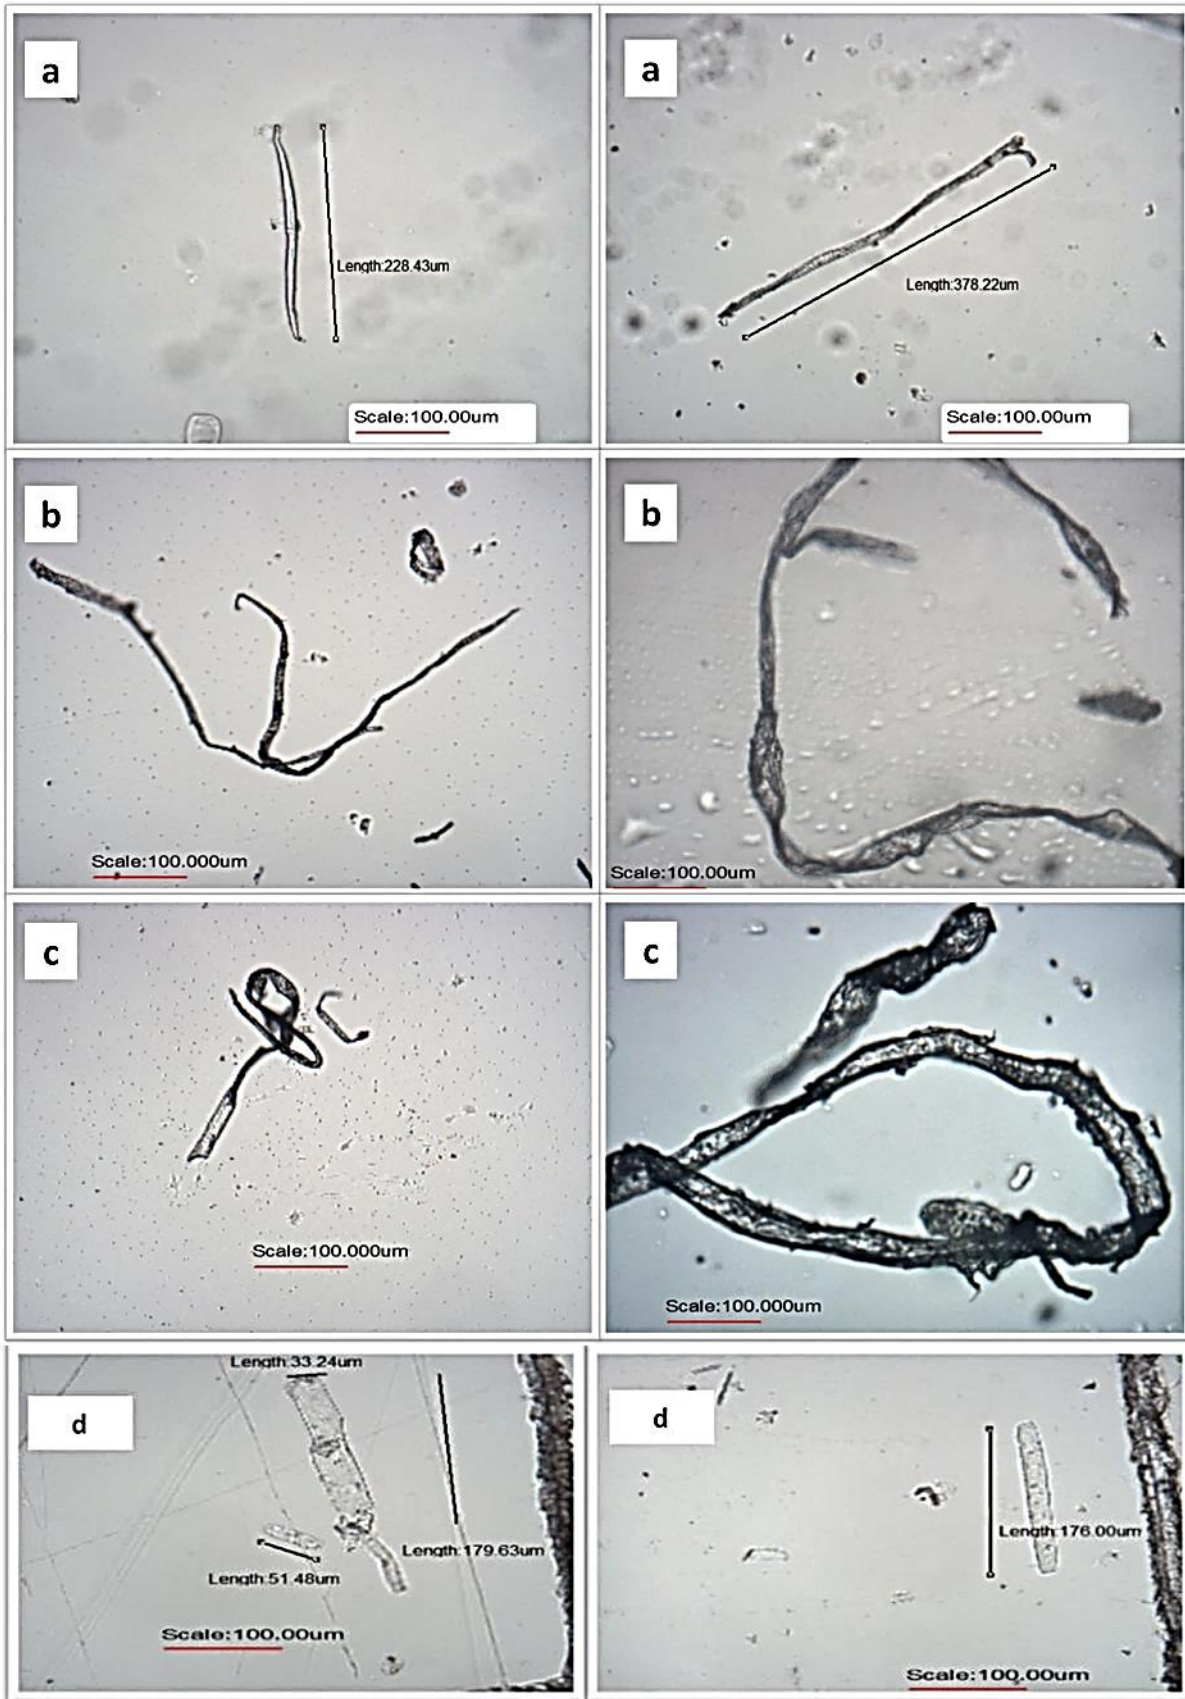 a
Length:228.43um
Scale:100.00um
a
Length:378.22um
Scale:100.00um
b
Scale:100.000um
b
Scale:100.00um
c
Scale:100.000um
c
Scale:100.000um
d
Length:33.24um
Length:179.63um
Length:51.48um
Scale:100.00um
d
Length:176.00um
Scale:100.00um